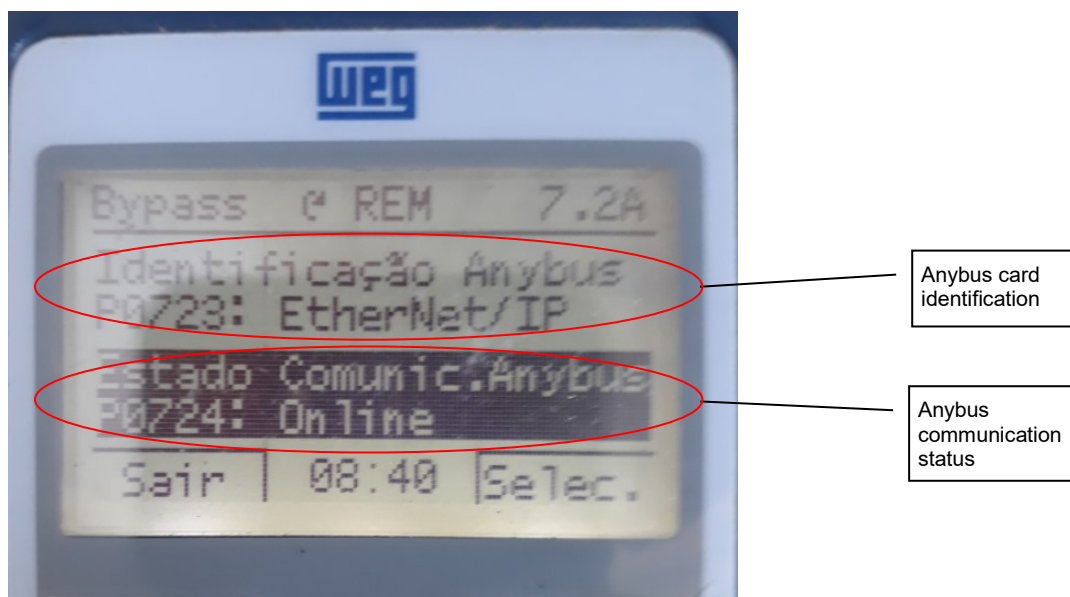 weg
Bypass REM 7.2A
Identificação Anybus
P0723: EtherNet/IP
Estado Comunic.Anybus
P0724: Online
Sair 08:40 Selec.
Anybus card
identification
Anybus
communication
status